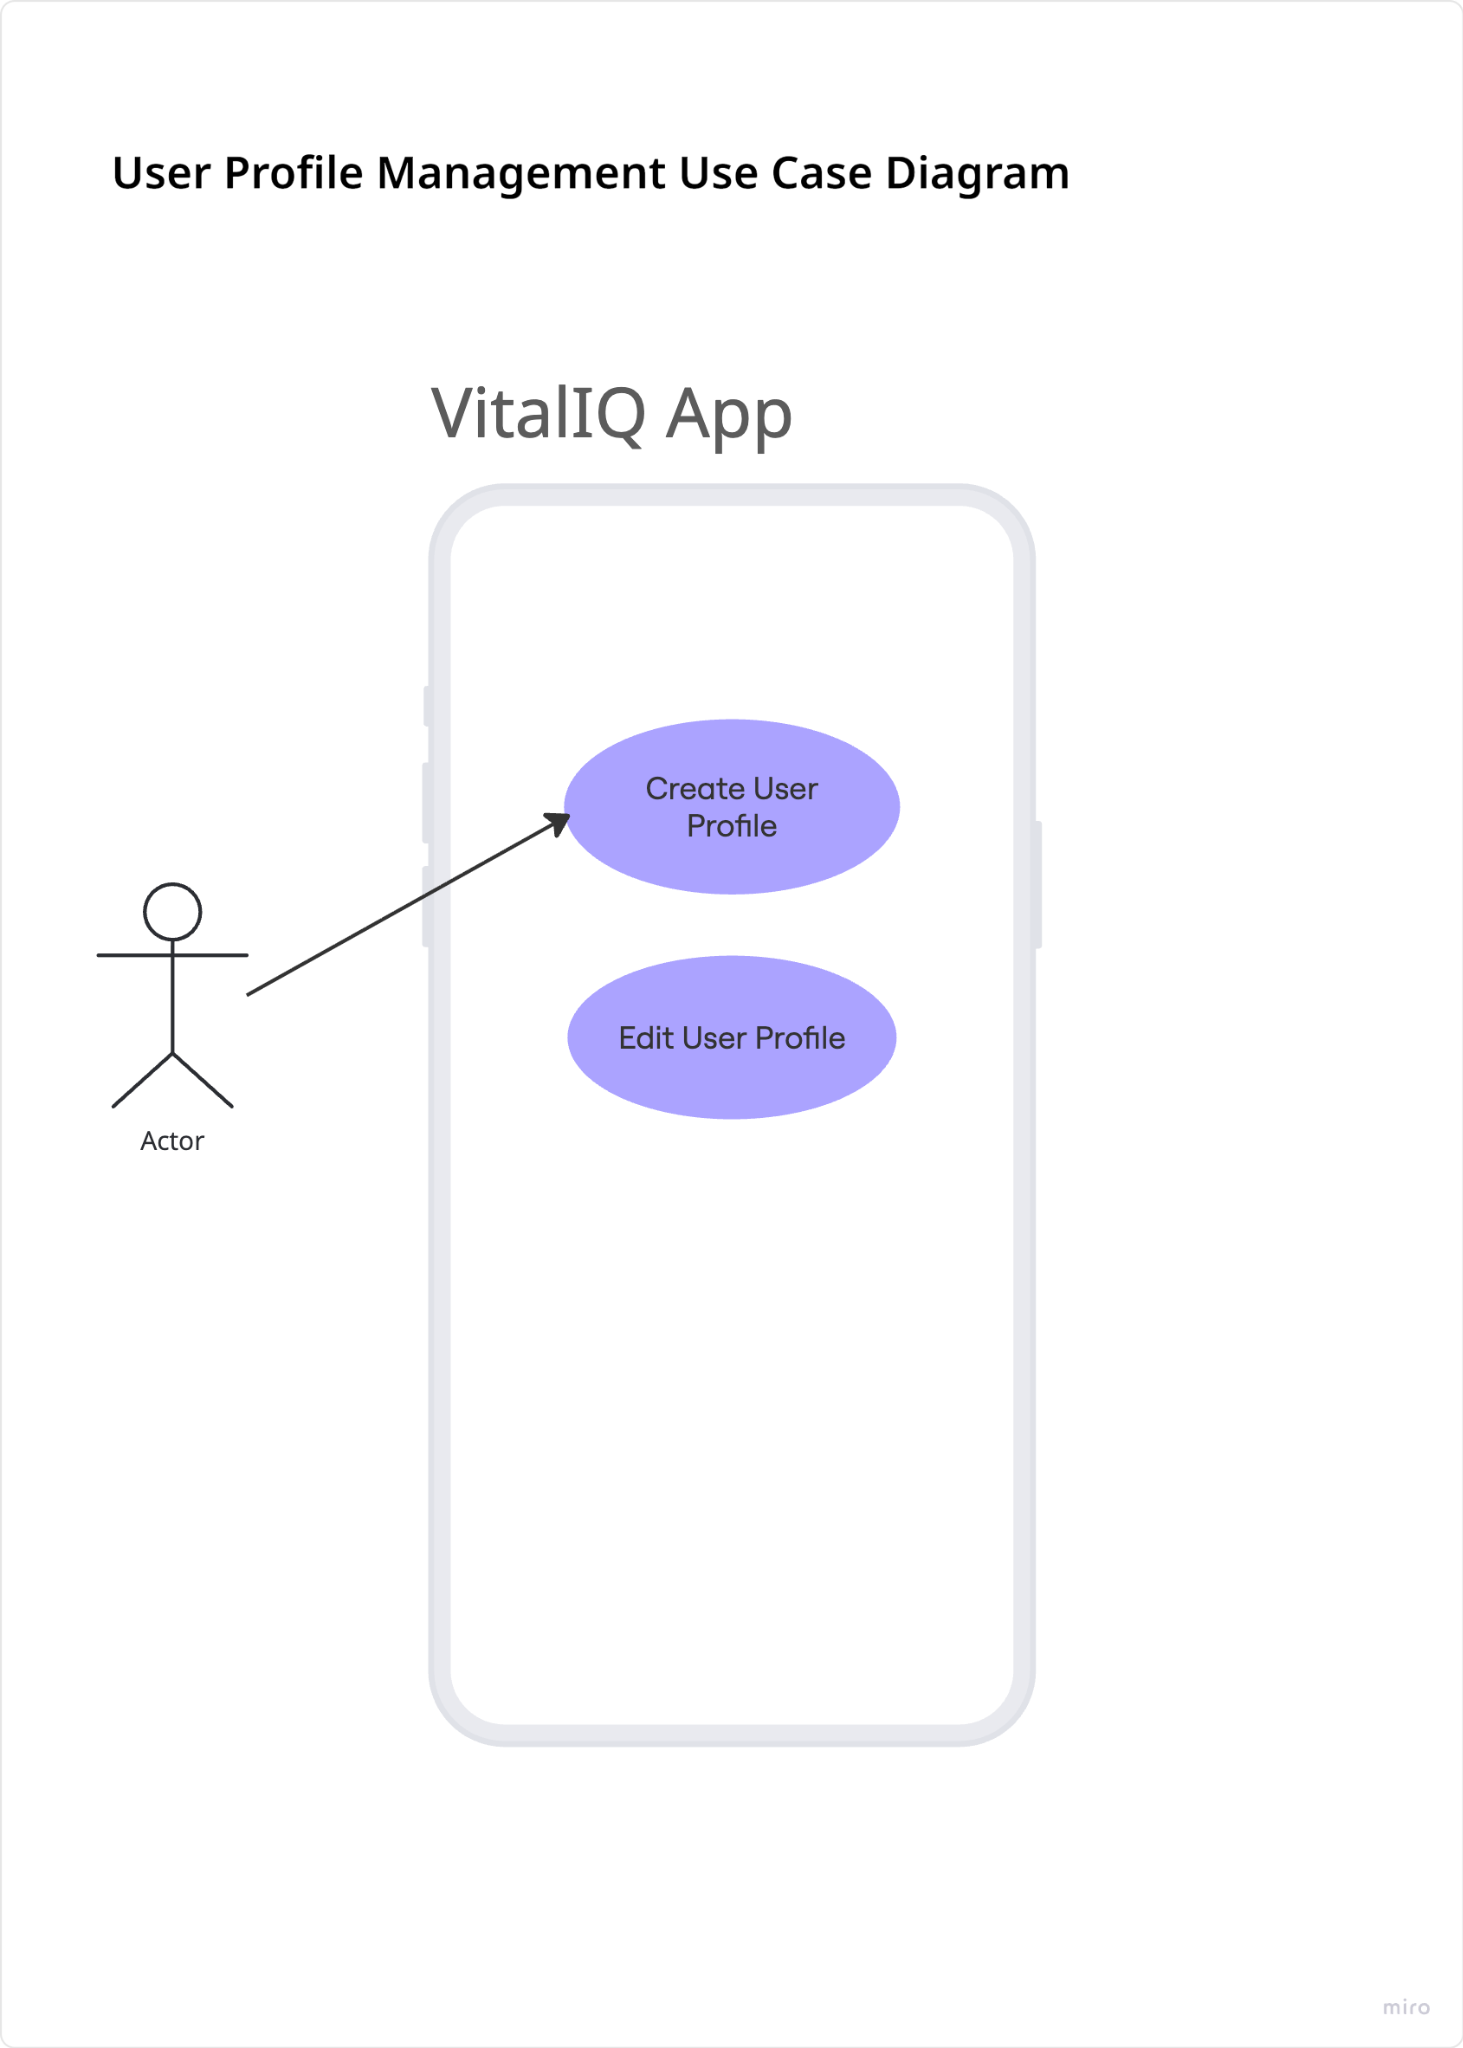 User Profile Management Use Case Diagram
VitalIQ App
Create User
Profile
Edit User Profile
Actor
miro